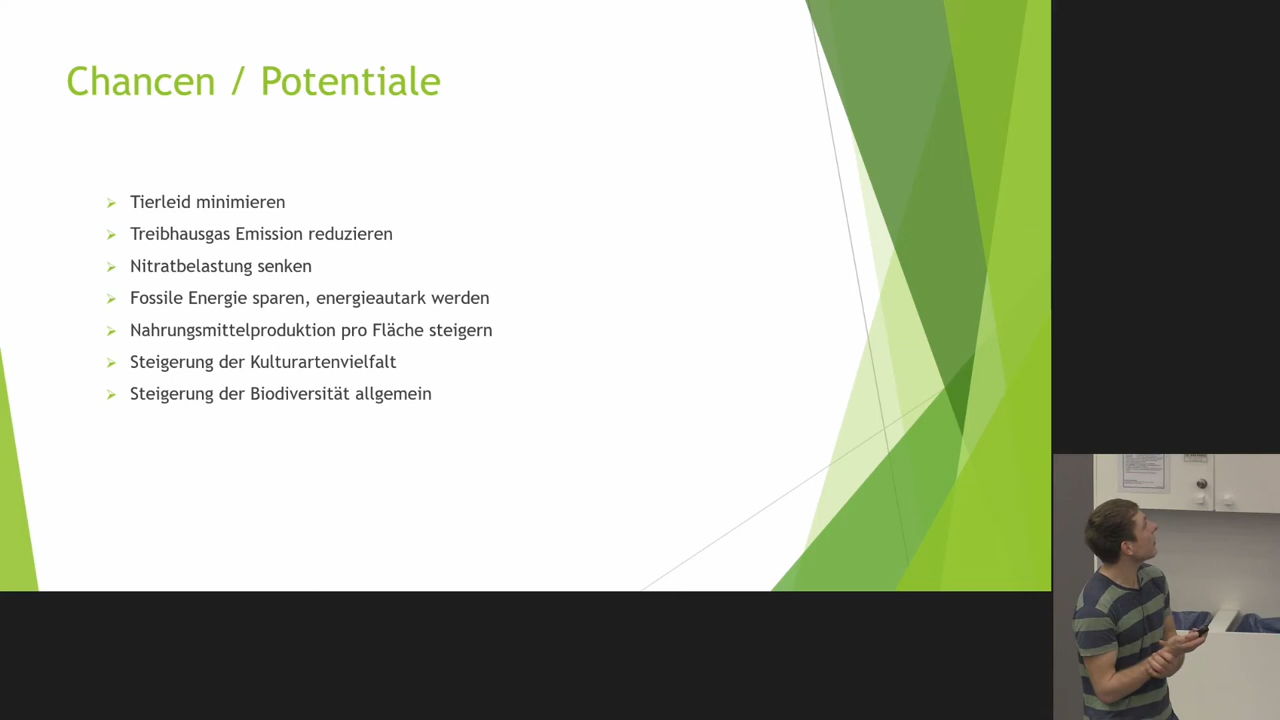 Chancen / Potentiale
Tierleid minimieren
Treibhausgas Emission reduzieren
Nitratbelastung senken
Fossile Energie sparen, energieautark werden
Nahrungsmittelproduktion pro Fläche steigern
Steigerung der Kulturartenvielfalt
Steigerung der Biodiversität allgemein